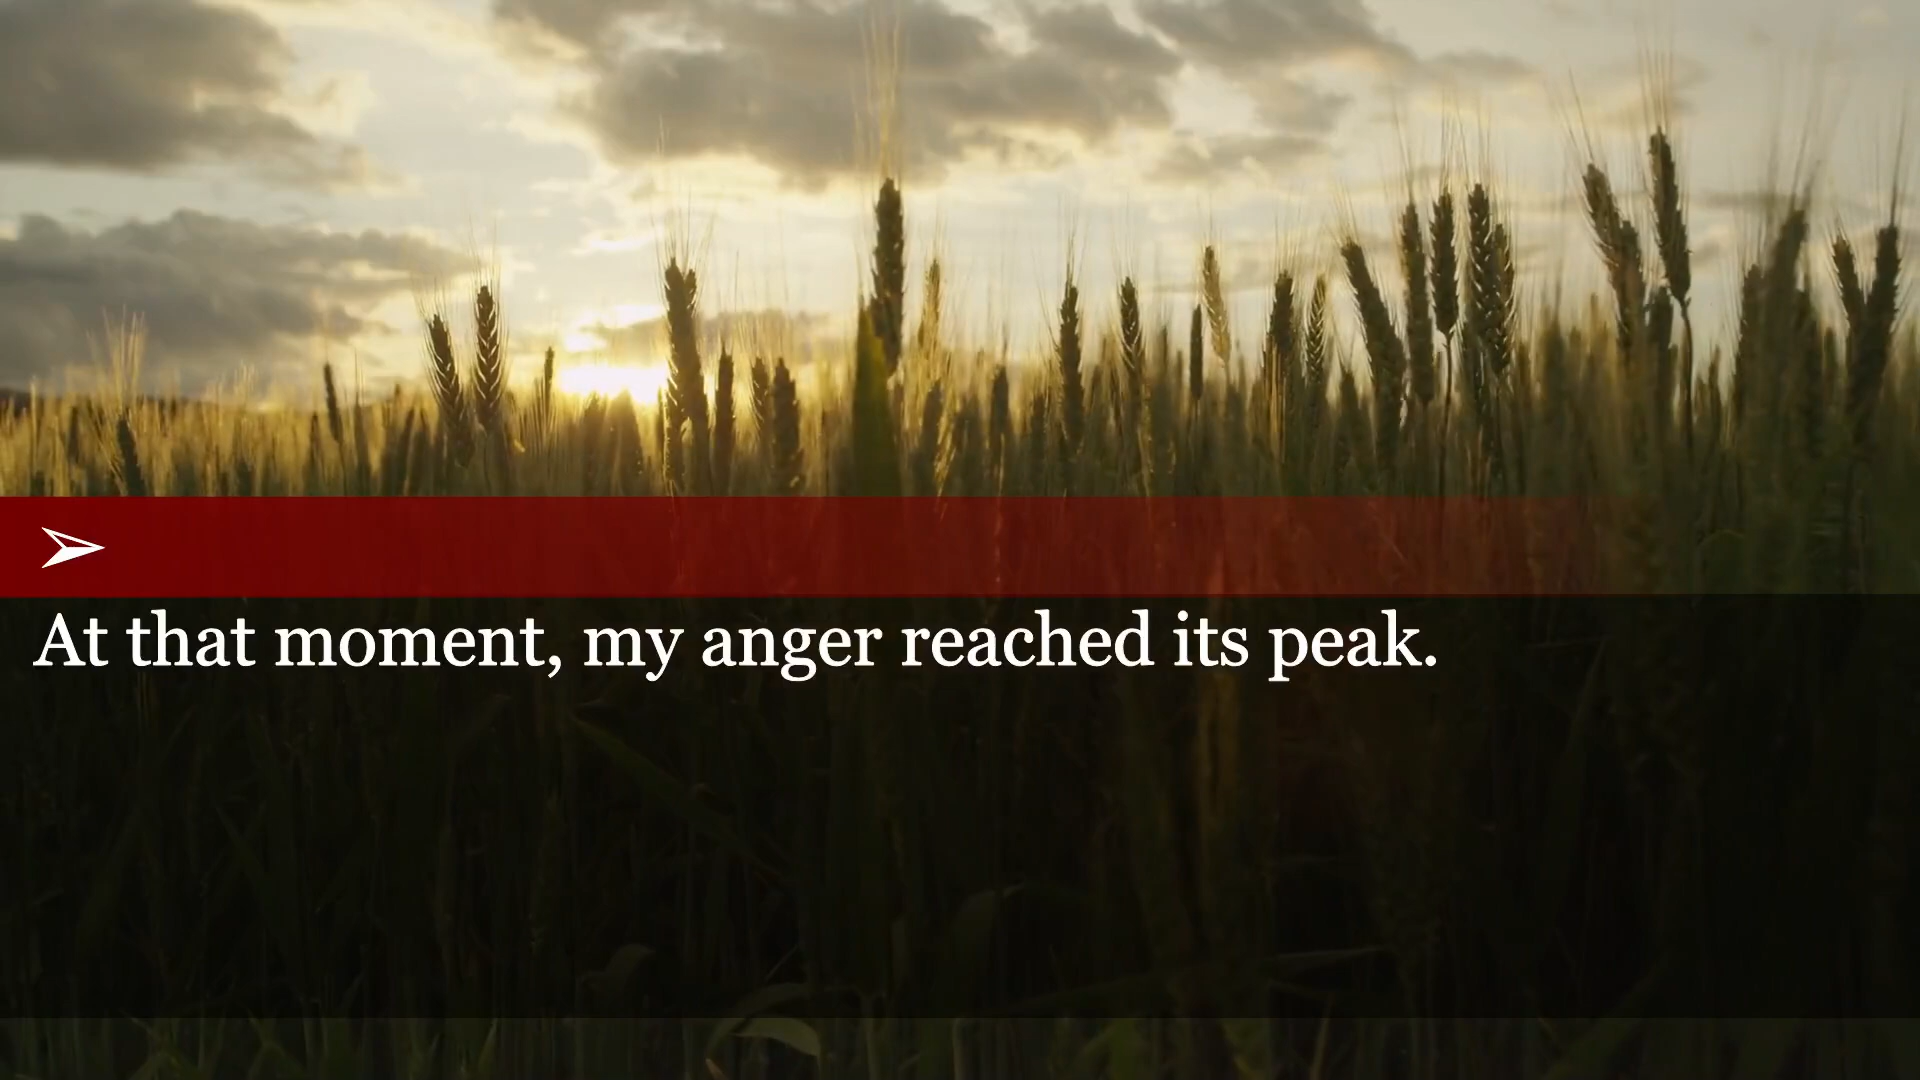 At that moment, my anger reached its peak.